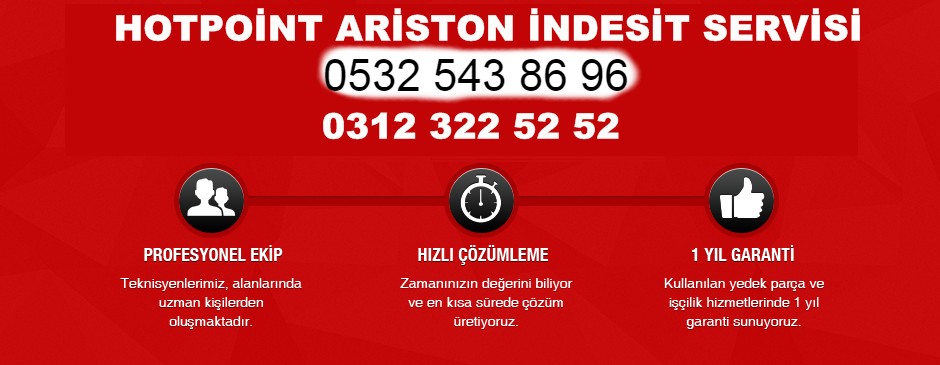 HOTPOİNT ARİSTON İNDESİT SERVİSİ
0532 543 86 96
0312 322 52 52
PROFESYONEL EKİP
Teknisyenlerimiz, alanlarında
uzman kişilerden
oluşmaktadır.
HIZLI ÇÖZÜMLEME
Zamanınızın değerini biliyor
ve en kısa sürede çözüm
üretiyoruz.
1 YIL GARANTİ
Kullanılan yedek parça ve
işçilik hizmetlerinde 1 yıl
garanti sunuyoruz.